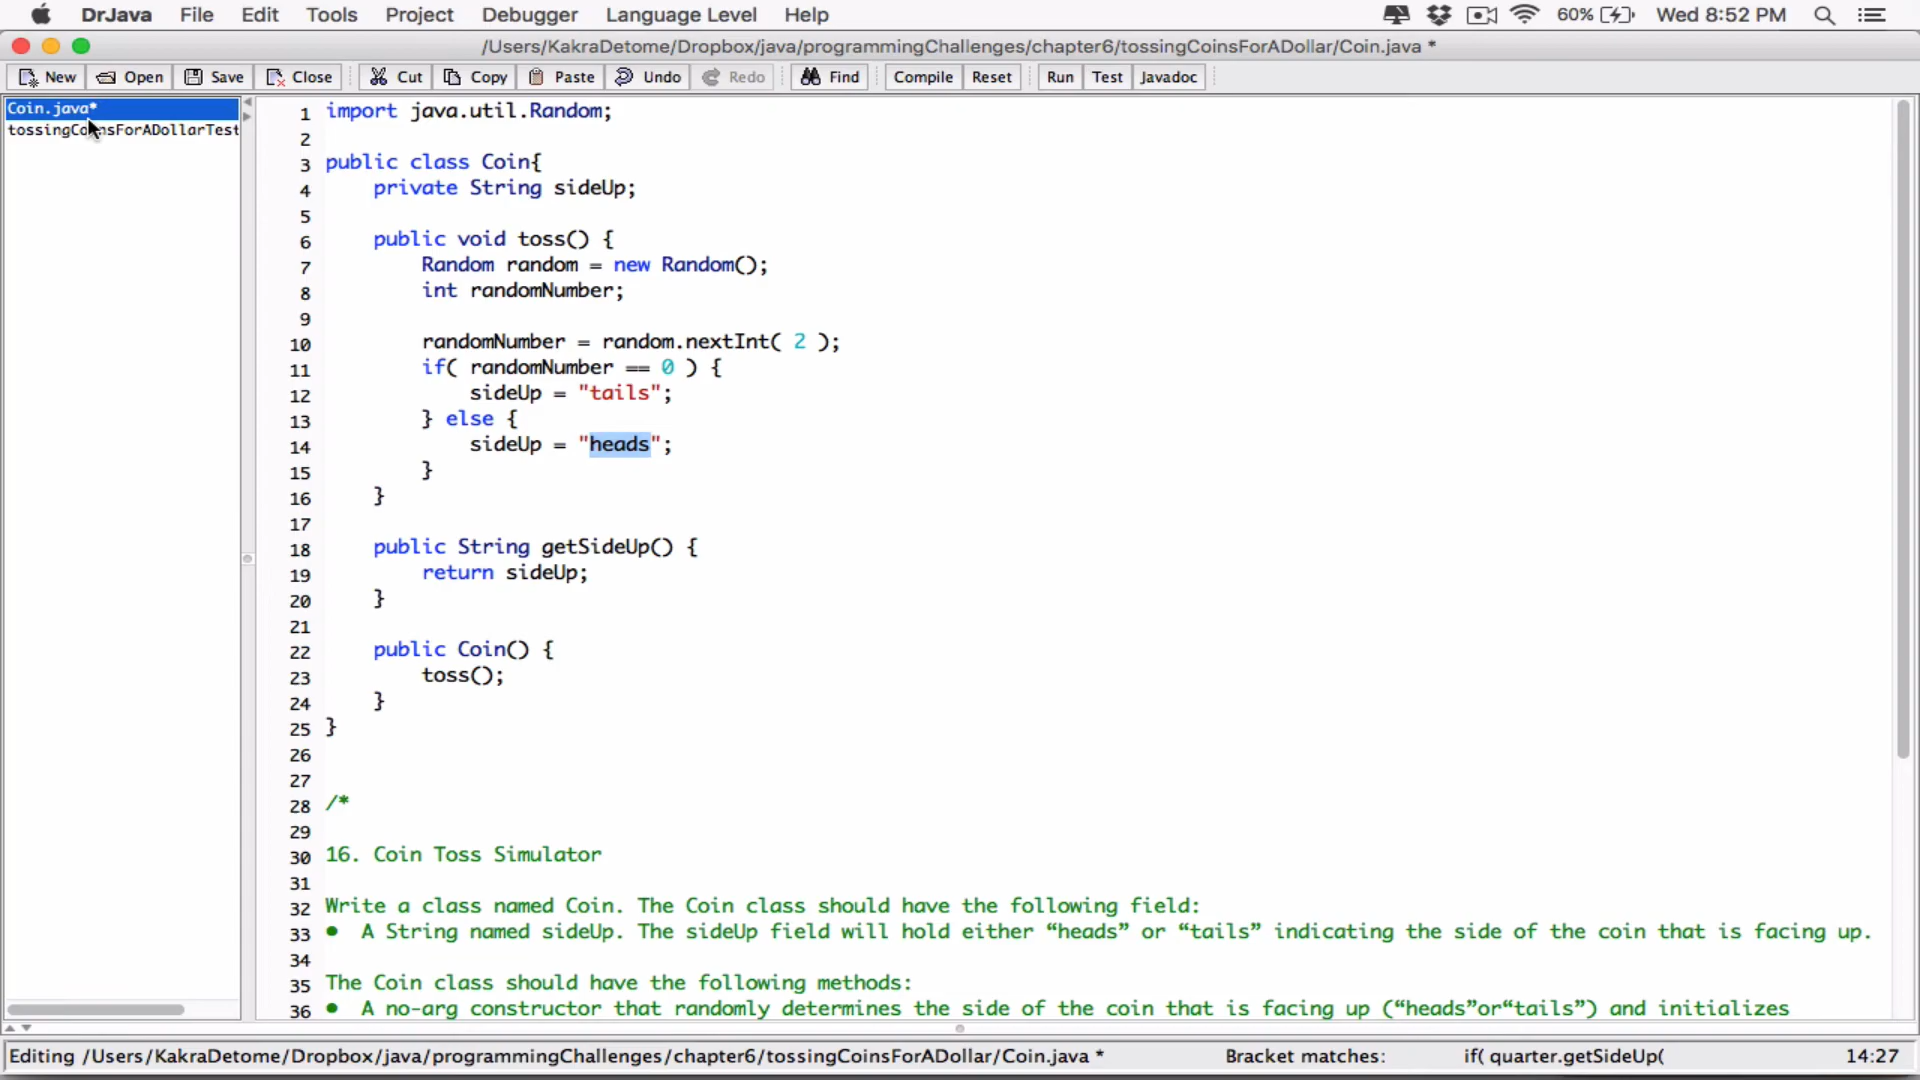 DrJava File Edit Tools Project Debugger Language Level Help 60% Wed 8:52 PM
/Users/KakraDetome/Dropbox/java/programmingChallenges/chapter6/tossingCoinsForADollar/Coin.java *
New Open Save Close Cut Copy Paste Undo Redo Find Compile Reset Run Test Javadoc
Coin.java*
tossingCoinsForADollarTest
1 import java.util.Random;
2
3 public class Coin{
4 private String sideUp;
5
6 public void toss() {
7 Random random = new Random();
8 int randomNumber;
9
10 randomNumber = random.nextInt( 2 );
11 if( randomNumber == 0 ) {
12 sideUp = "tails";
13 } else {
14 sideUp = "heads";
15 }
16 }
17
18 public String getSideUp() {
19 return sideUp;
20 }
21
22 public Coin() {
23 toss();
24 }
25 }
26
27
28 /*
29
30 16. Coin Toss Simulator
31
32 Write a class named Coin. The Coin class should have the following field:
33 • A String named sideUp. The sideUp field will hold either “heads” or “tails” indicating the side of the coin that is facing up.
34
35 The Coin class should have the following methods:
36 • A no-arg constructor that randomly determines the side of the coin that is facing up (“heads”or“tails”) and initializes
Editing /Users/KakraDetome/Dropbox/java/programmingChallenges/chapter6/tossingCoinsForADollar/Coin.java * Bracket matches: if( quarter.getSideUp( 14:27